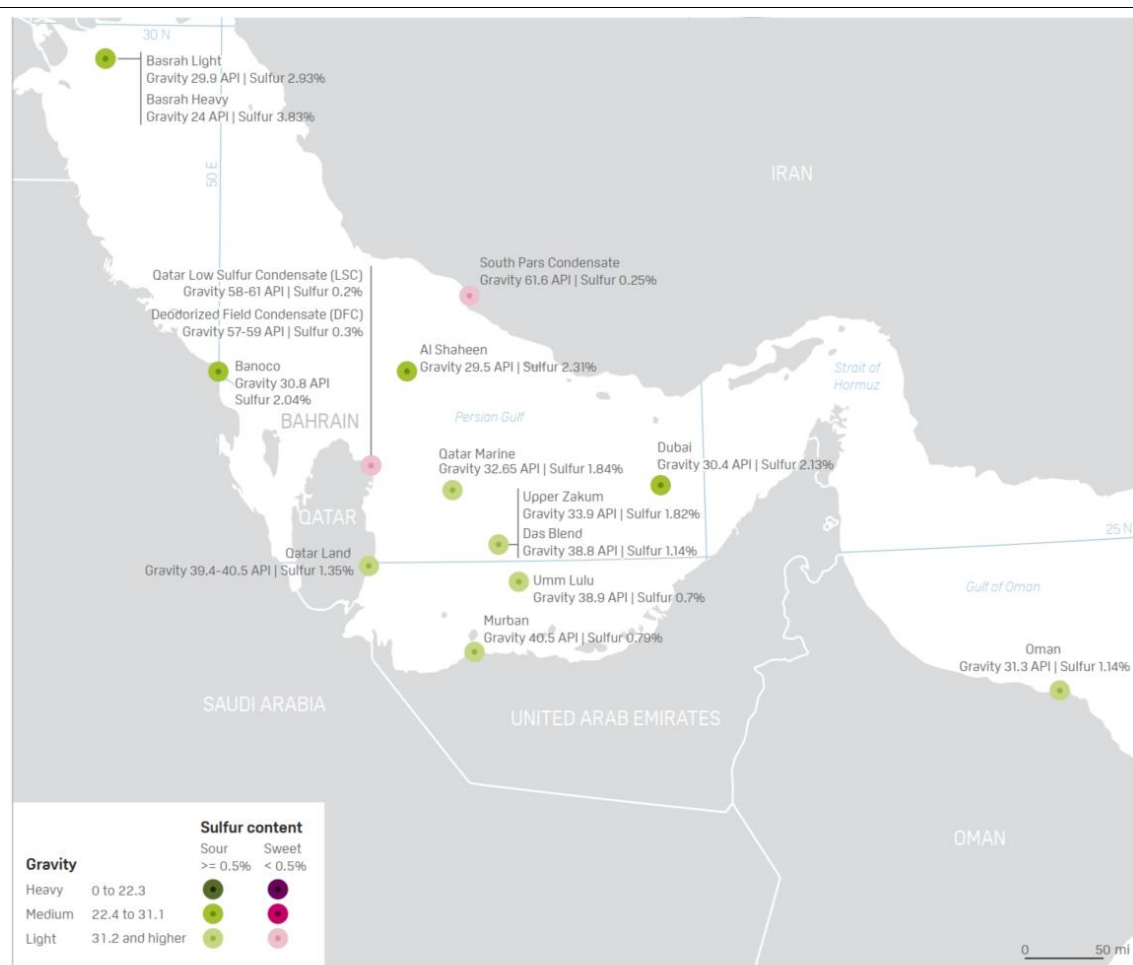 30 N
Basrah Light
Gravity 29.9 API | Sulfur 2.93%
Basrah Heavy
Gravity 24 API | Sulfur 3.83%
50 E
IRAN
South Pars Condensate
Gravity 61.6 API | Sulfur 0.25%
Qatar Low Sulfur Condensate (LSC)
Gravity 58-61 API | Sulfur 0.2%
Deodorized Field Condensate (DFC)
Gravity 57-59 API | Sulfur 0.3%
Al Shaheen
Gravity 29.5 API | Sulfur 2.31%
Banoco
Gravity 30.8 API
Sulfur 2.04%
Strait of
Hormuz
BAHRAIN
Persian Gulf
Qatar Marine
Gravity 32.65 API | Sulfur 1.84%
Dubai
Gravity 30.4 API | Sulfur 2.13%
Upper Zakum
Gravity 33.9 API | Sulfur 1.82%
Das Blend
Gravity 38.8 API | Sulfur 1.14%
QATAR
25 N
Qatar Land
Gravity 39.4-40.5 API | Sulfur 1.35%
Umm Lulu
Gravity 38.9 API | Sulfur 0.7%
Gulf of Oman
Murban
Gravity 40.5 API | Sulfur 0.79%
Oman
Gravity 31.3 API | Sulfur 1.14%
SAUDI ARABIA
UNITED ARAB EMIRATES
OMAN
Sulfur content
Sour Sweet
Gravity >= 0.5% < 0.5%
Heavy 0 to 22.3
Medium 22.4 to 31.1
Light 31.2 and higher
0 50 mi